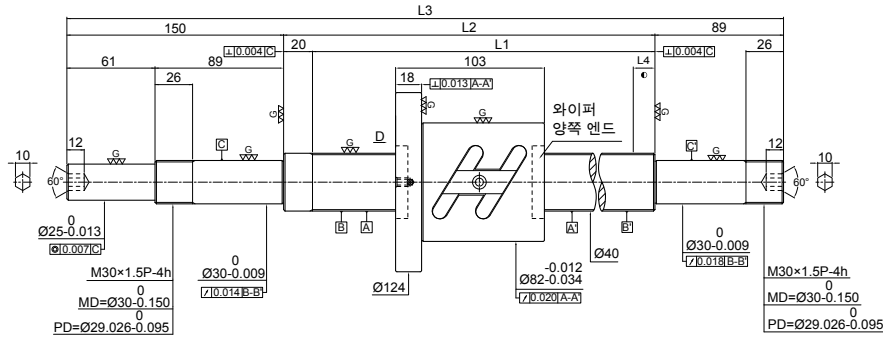 L3
150
L2
89
20
L1
⊥ 0.004 C
⊥ 0.004 C'
61
89
103
26
26
18
⊥ 0.013 A-A'
L4
G
G
G
와이퍼
양쪽 엔드
12
G
C
G
G
D
G
C'
G
12
10
60°
60°
10
B
A
A'
B'
0
Ø25-0.013
◎ 0.007 C
0
Ø30-0.009
↗ 0.014 B-B'
Ø124
-0.012
Ø82-0.034
↗ 0.020 A-A'
Ø40
0
Ø30-0.009
↗ 0.018 B-B'
M30×1.5P-4h
0
MD=Ø30-0.150
0
PD=Ø29.026-0.095
M30×1.5P-4h
0
MD=Ø30-0.150
0
PD=Ø29.026-0.095